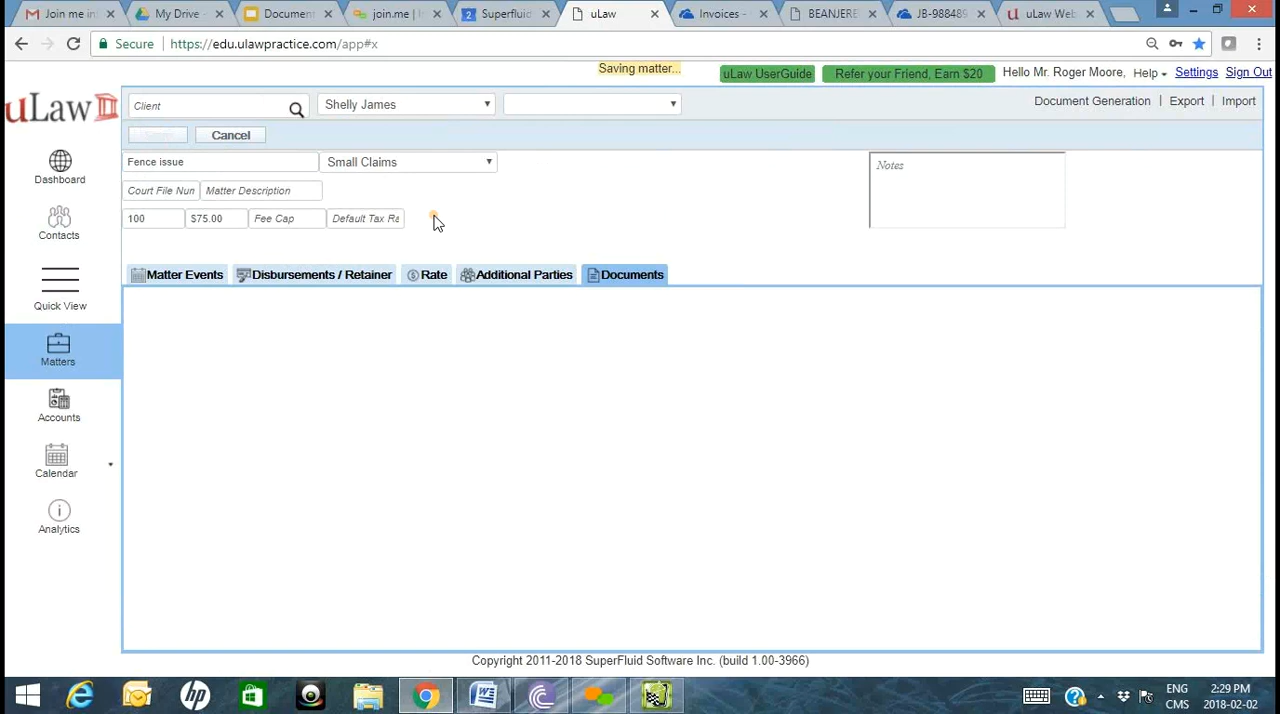 Join me in
My Drive -
Document
join.me | I
Superfluid
uLaw
Invoices -
BEANJERE
JB-988489
uLaw Web
Secure
https://edu.ulawpractice.com/app#x
Saving matter...
uLaw UserGuide
Refer your Friend, Earn $20
Hello Mr. Roger Moore,
Help
Settings
Sign Out
uLaw
Client
Shelly James
Document Generation | Export | Import
Cancel
Fence issue
Small Claims
Notes
Court File Nun
Matter Description
100
$75.00
Fee Cap
Default Tax Ra
Dashboard
Contacts
Quick View
Matters
Accounts
Calendar
Analytics
Matter Events
Disbursements / Retainer
Rate
Additional Parties
Documents
Copyright 2011-2018 SuperFluid Software Inc. (build 1.00-3966)
ENG
CMS
2:29 PM
2018-02-02